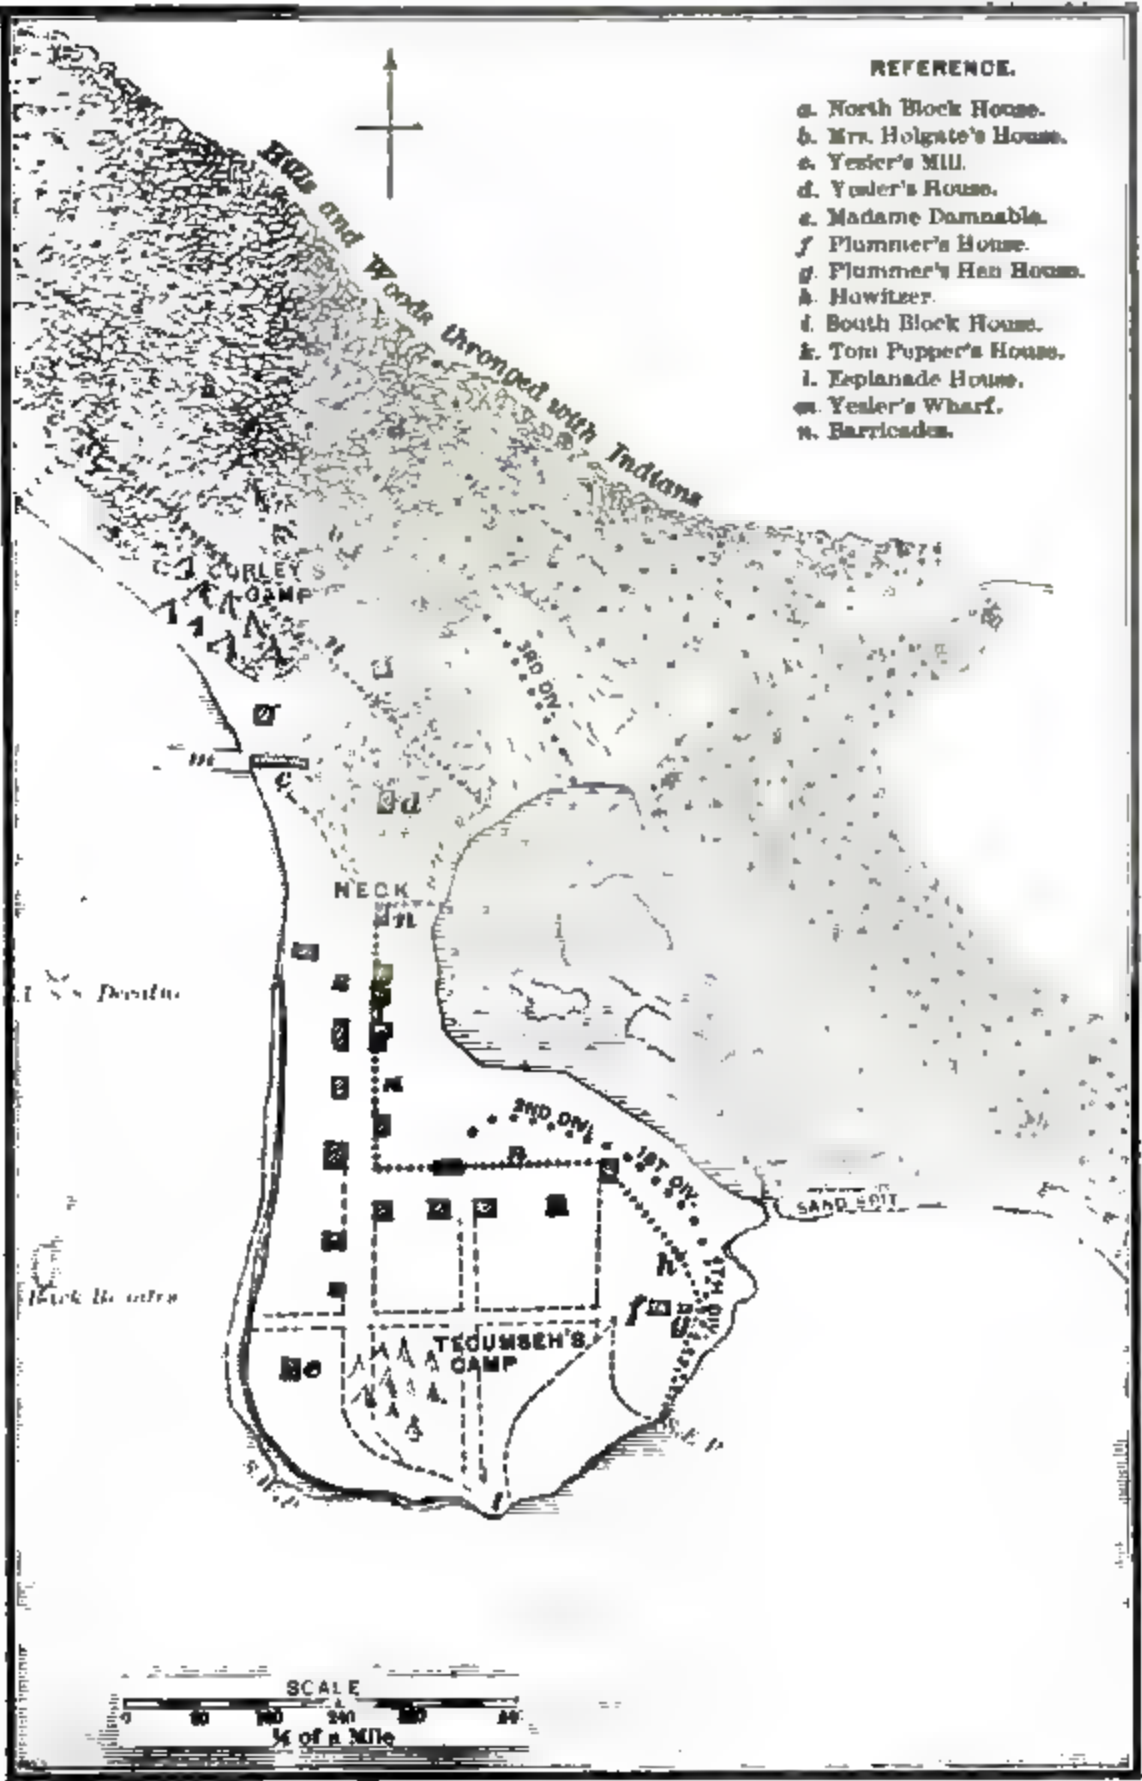 REFERENCE.
a. North Block House.
b. Mrs. Holgate's House.
c. Yesler's Mill.
d. Yesler's House.
e. Madame Damnable.
f Plummer's House.
g. Plummer's Hen House.
h. Howitzer.
i. South Block House.
k. Tom Pepper's House.
l. Esplanade House.
m. Yesler's Wharf.
n. Barricades.
Hills and Woods thronged with Indians
CURLEY'S
CAMP
3RD DIV.
m
c
d
NECK
n
Decatur
2ND DIV.
n
1ST DIV.
SAND SPIT
h
4TH DIV.
f
g
TECUMSEH'S
CAMP
e
SCALE
¼ of a Mile